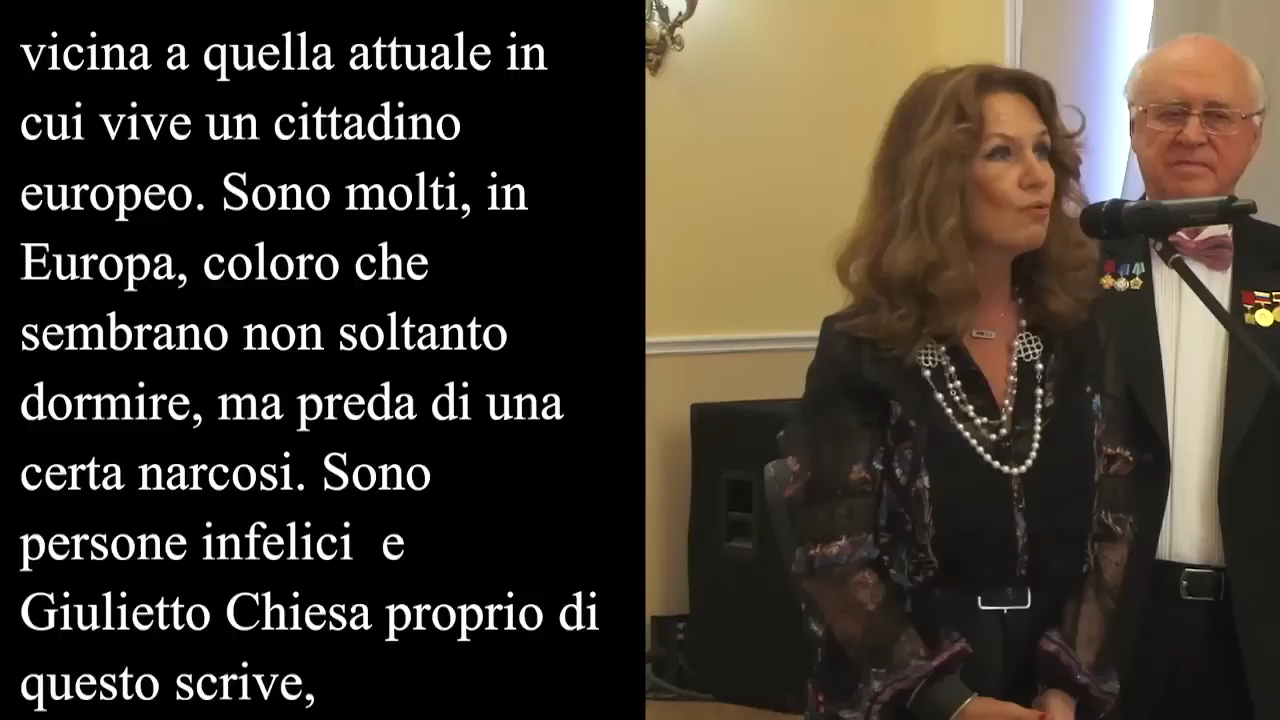 vicina a quella attuale in
cui vive un cittadino
europeo. Sono molti, in
Europa, coloro che
sembrano non soltanto
dormire, ma preda di una
certa narcosi. Sono
persone infelici  e
Giulietto Chiesa proprio di
questo scrive,